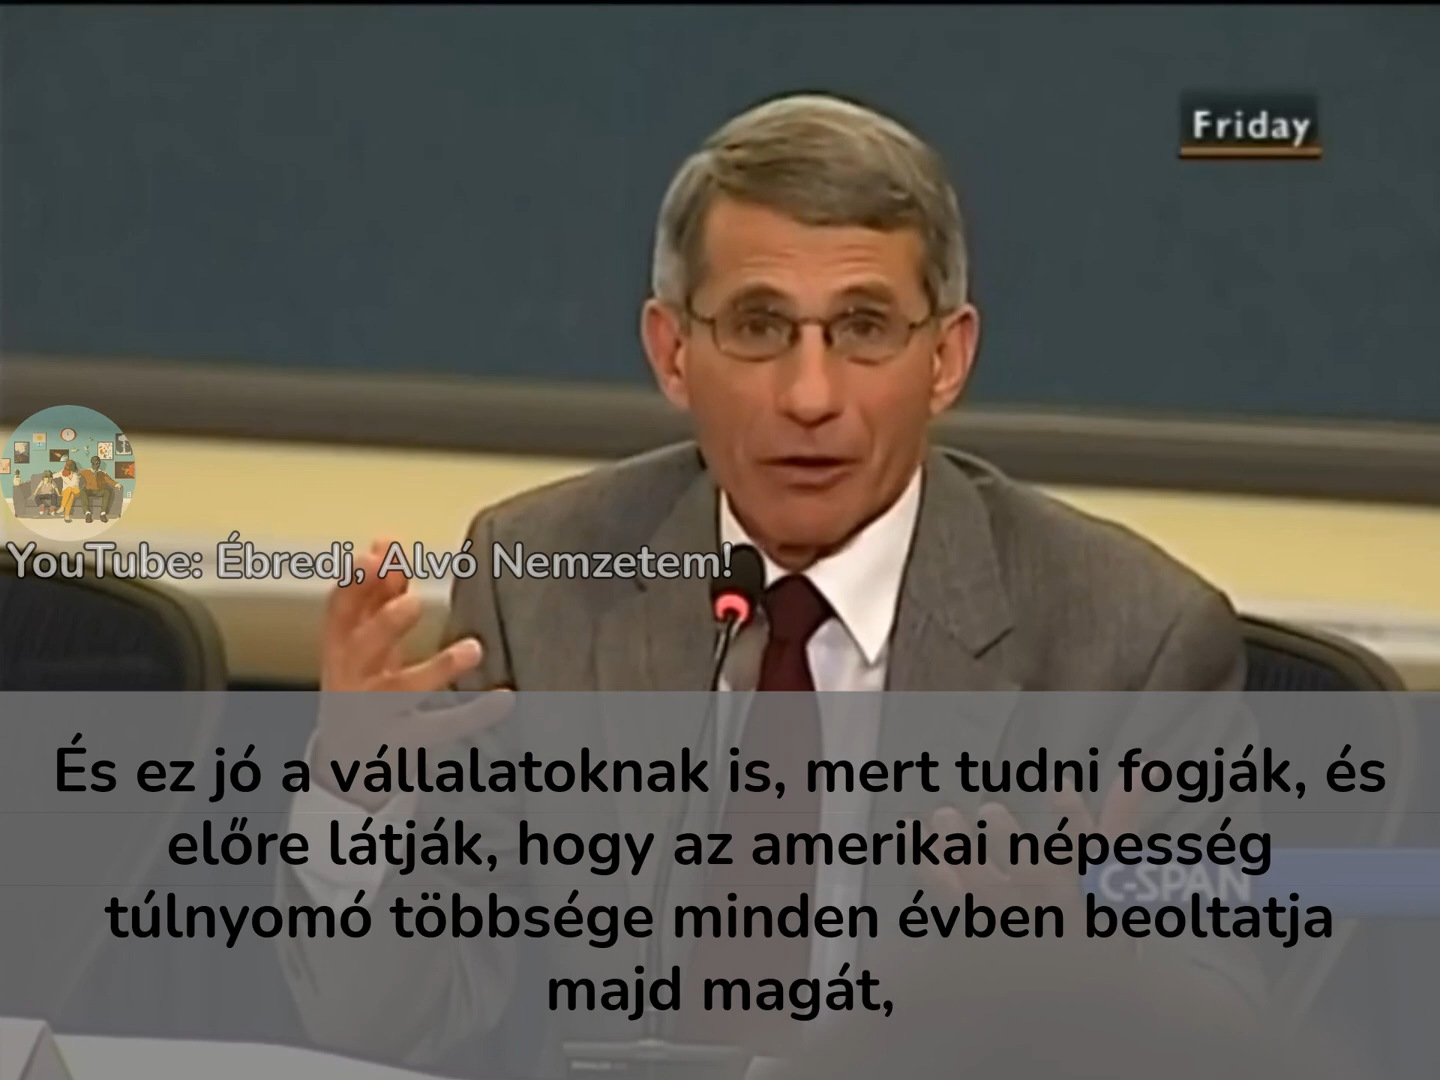 Friday
YouTube: Ébredj, Alvó Nemzetem!
És ez jó a vállalatoknak is, mert tudni fogják, és
előre látják, hogy az amerikai népesség
túlnyomó többsége minden évben beoltatja
majd magát,
C-SPAN